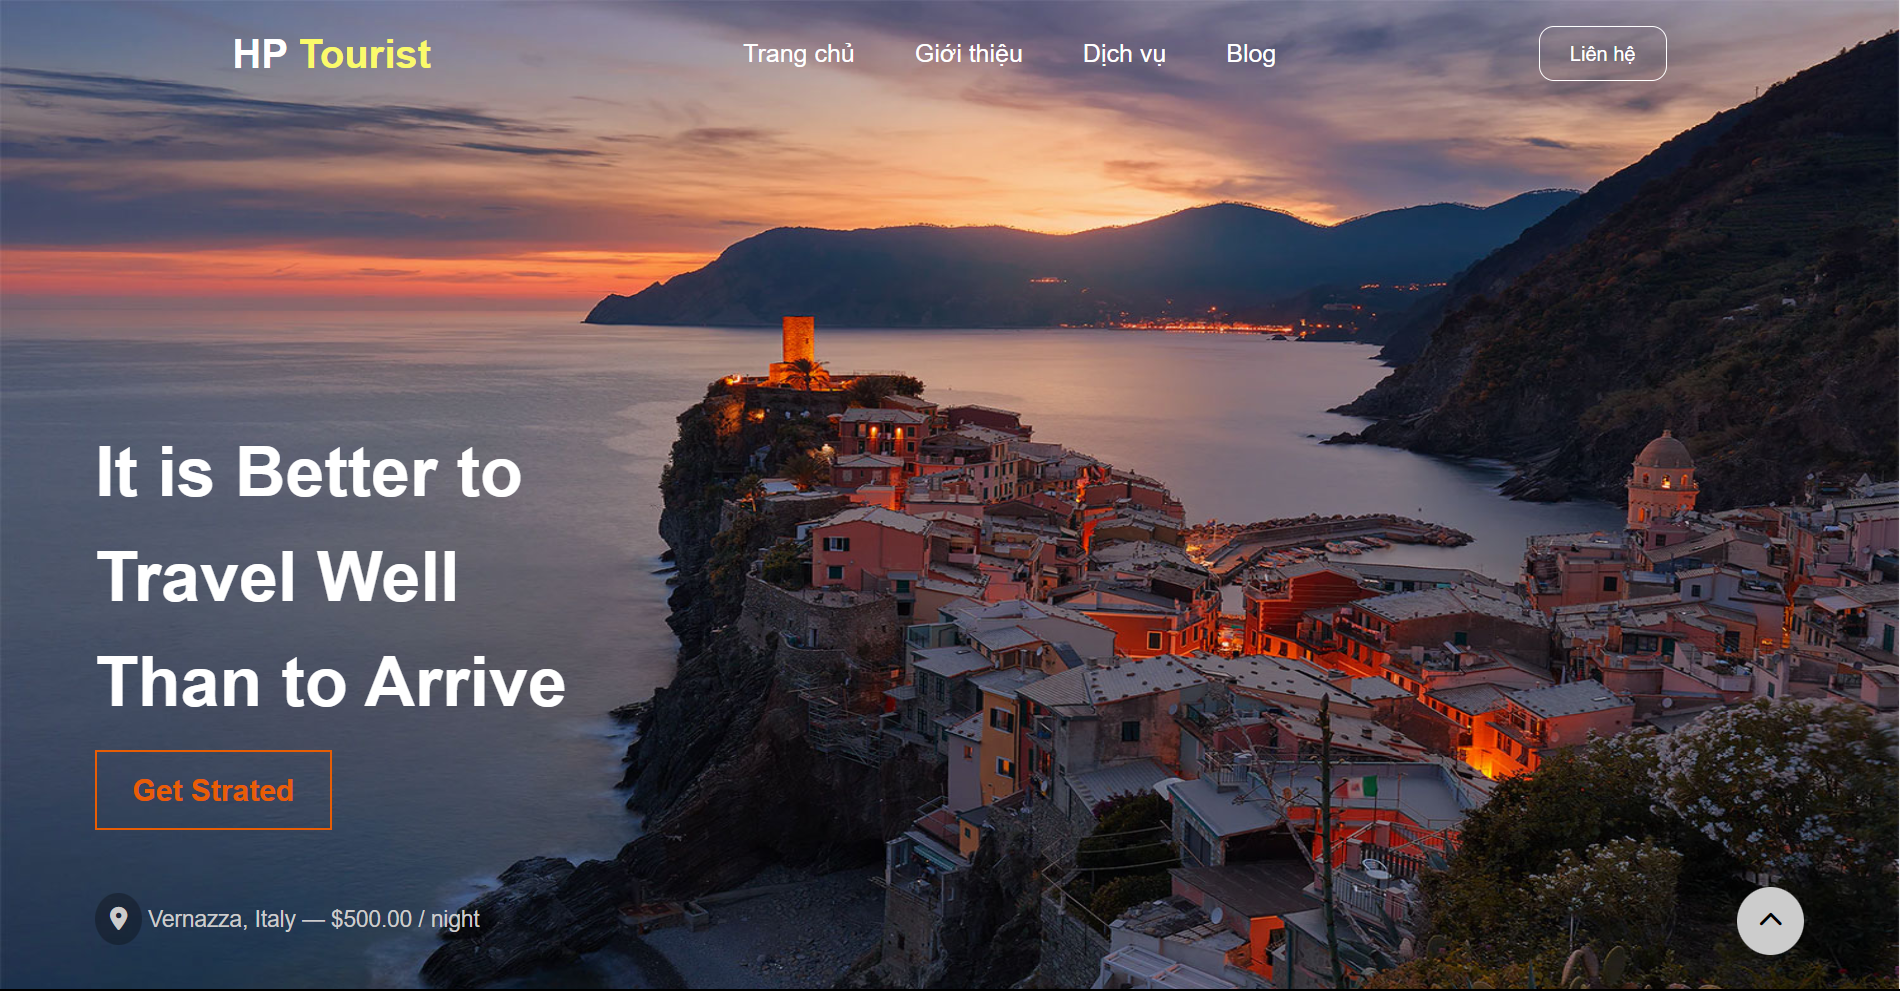 HP Tourist
Trang chủ
Giới thiệu
Dịch vụ
Blog
Liên hệ
It is Better to
Travel Well
Than to Arrive
Get Strated
Vernazza, Italy — $500.00 / night